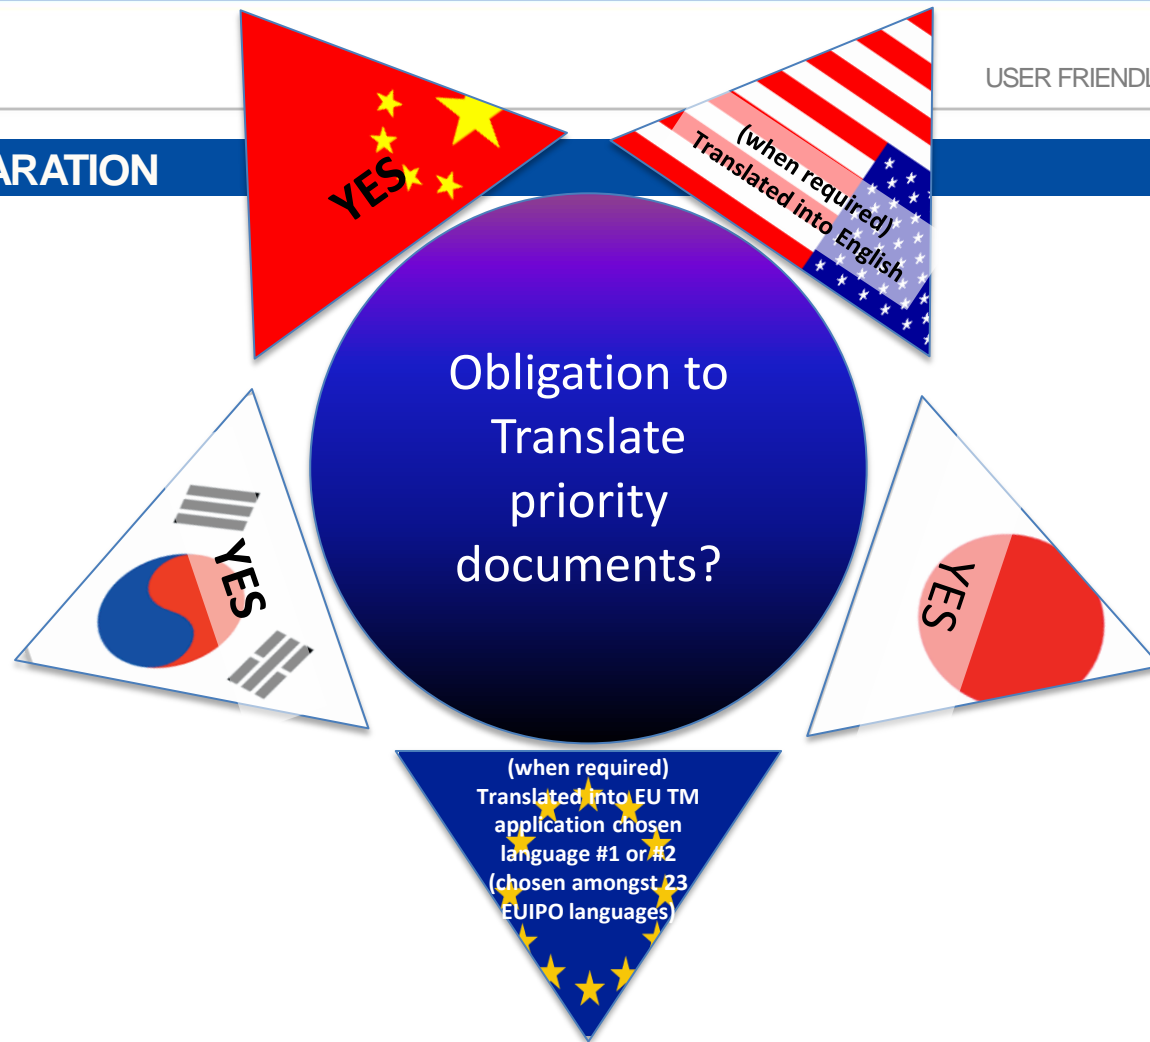 USER FRIENDL
ARATION
YES
(when required)
Translated into English
Obligation to
Translate
priority
documents?
YES
YES
(when required)
Translated into EU TM
application chosen
language #1 or #2
(chosen amongst 23
EUIPO languages)